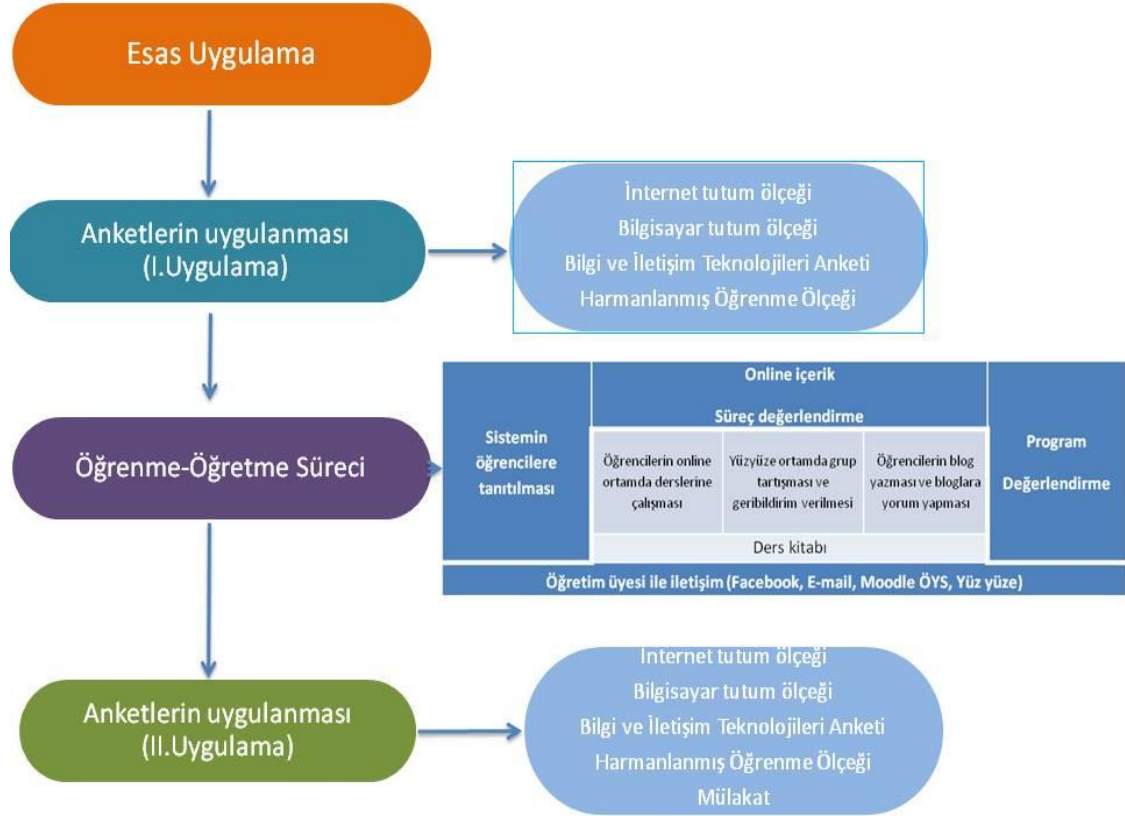 Esas Uygulama
Anketlerin uygulanması
(I.Uygulama)
İnternet tutum ölçeği
Bilgisayar tutum ölçeği
Bilgi ve İletişim Teknolojileri Anketi
Harmanlanmış Öğrenme Ölçeği
Öğrenme-Öğretme Süreci
Sistemin
öğrencilere
tanıtılması
Online içerik
Süreç değerlendirme
Öğrencilerin online
ortamda derslerine
çalışması
Yüzyüze ortamda grup
tartışması ve
geribildirim verilmesi
Öğrencilerin blog
yazması ve bloglara
yorum yapması
Ders kitabı
Program
Değerlendirme
Öğretim üyesi ile iletişim (Facebook, E-mail, Moodle ÖYS, Yüz yüze)
Anketlerin uygulanması
(II.Uygulama)
İnternet tutum ölçeği
Bilgisayar tutum ölçeği
Bilgi ve İletişim Teknolojileri Anketi
Harmanlanmış Öğrenme Ölçeği
Mülakat